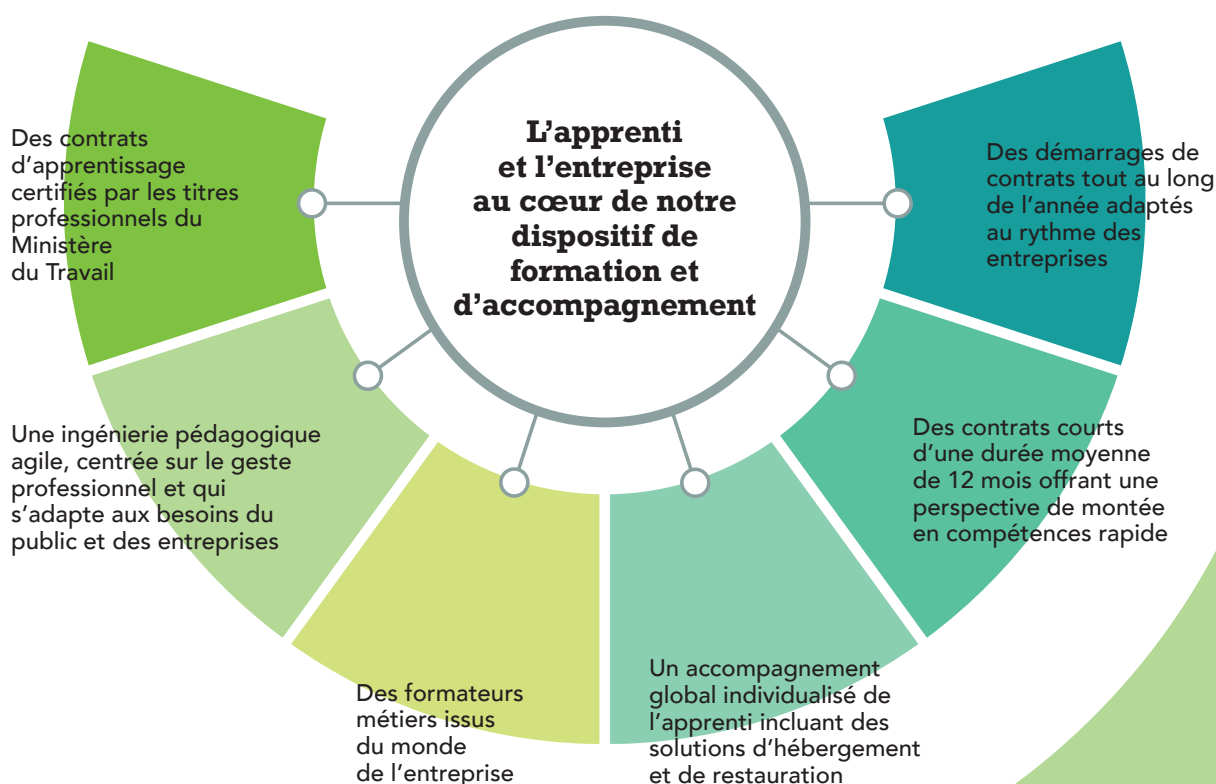 L'apprenti
et l'entreprise
au cœur de notre
dispositif de
formation et
d'accompagnement
Des contrats
d'apprentissage
certifiés par les titres
professionnels du
Ministère
du Travail
Une ingénierie pédagogique
agile, centrée sur le geste
professionnel et qui
s'adapte aux besoins du
public et des entreprises
Des formateurs
métiers issus
du monde
de l'entreprise
Un accompagnement
global individualisé de
l'apprenti incluant des
solutions d'hébergement
et de restauration
Des contrats courts
d'une durée moyenne
de 12 mois offrant une
perspective de montée
en compétences rapide
Des démarrages de
contrats tout au long
de l'année adaptés
au rythme des
entreprises